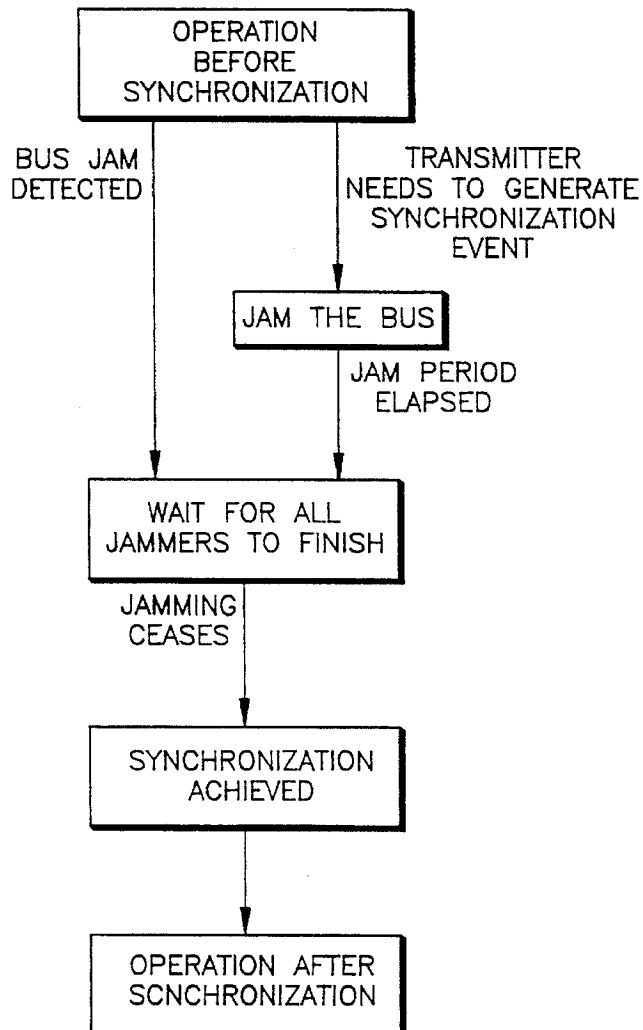 OPERATION
BEFORE
SYNCHRONIZATION
BUS JAM
DETECTED
TRANSMITTER
NEEDS TO GENERATE
SYNCHRONIZATION
EVENT
JAM THE BUS
JAM PERIOD
ELAPSED
WAIT FOR ALL
JAMMERS TO FINISH
JAMMING
CEASES
SYNCHRONIZATION
ACHIEVED
OPERATION AFTER
SCNCHRONIZATION